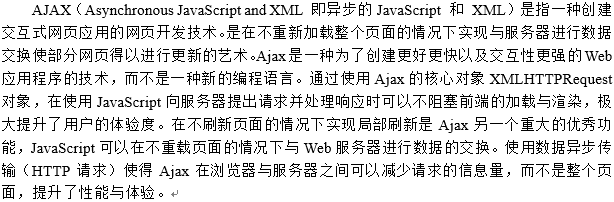 AJAX（Asynchronous JavaScript and XML 即异步的 JavaScript 和 XML）是指一种创建
交互式网页应用的网页开发技术。是在不重新加载整个页面的情况下实现与服务器进行数据
交换使部分网页得以进行更新的艺术。Ajax 是一种为了创建更好更快以及交互性更强的 Web
应用程序的技术，而不是一种新的编程语言。通过使用 Ajax 的核心对象 XMLHTTPRequest
对象，在使用 JavaScript 向服务器提出请求并处理响应时可以不阻塞前端的加载与渲染，极
大提升了用户的体验度。在不刷新页面的情况下实现局部刷新是 Ajax 另一个重大的优秀功
能，JavaScript 可以在不重载页面的情况下与 Web 服务器进行数据的交换。使用数据异步传
输（HTTP 请求）使得 Ajax 在浏览器与服务器之间可以减少请求的信息量，而不是整个页
面，提升了性能与体验。